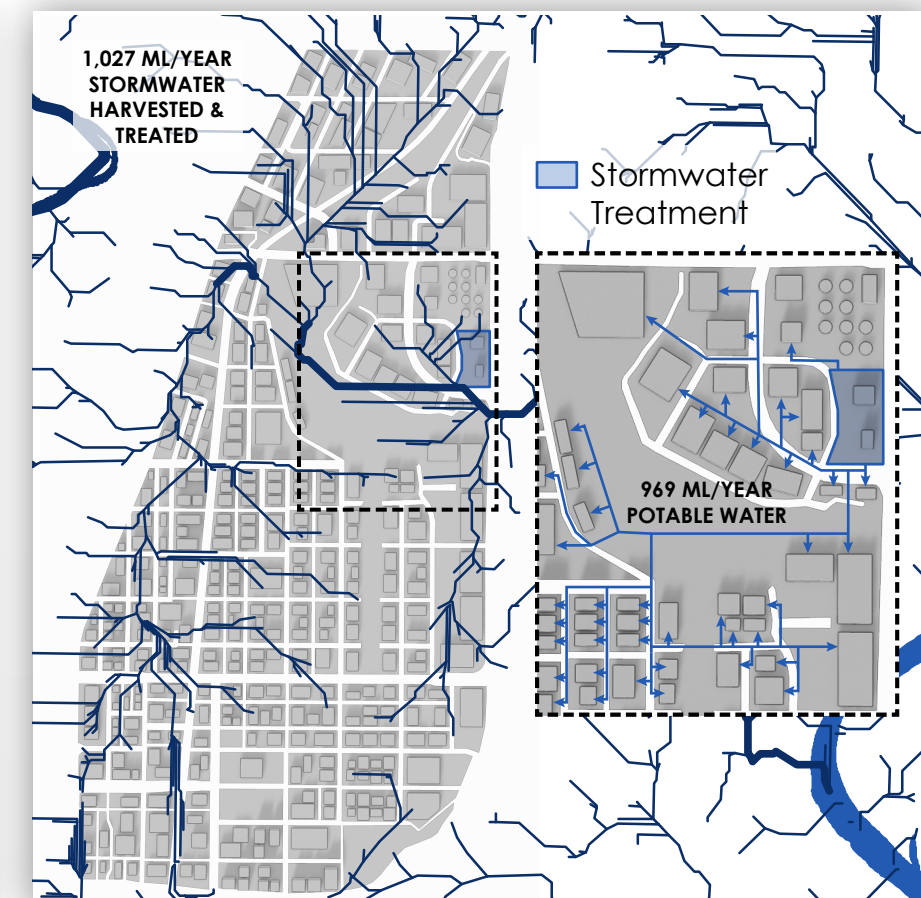 1,027 ML/YEAR
STORMWATER
HARVESTED &
TREATED
Stormwater
Treatment
969 ML/YEAR
POTABLE WATER